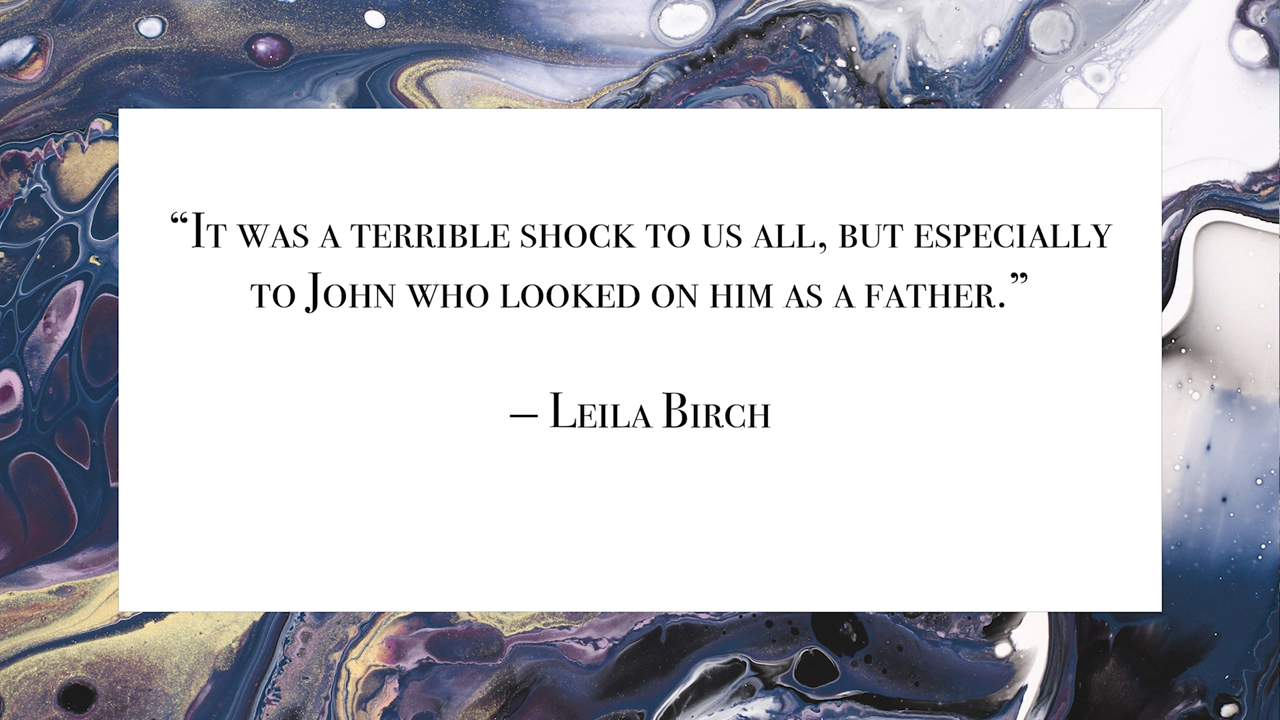 “It was a terrible shock to us all, but especially
to John who looked on him as a father.”
– Leila Birch